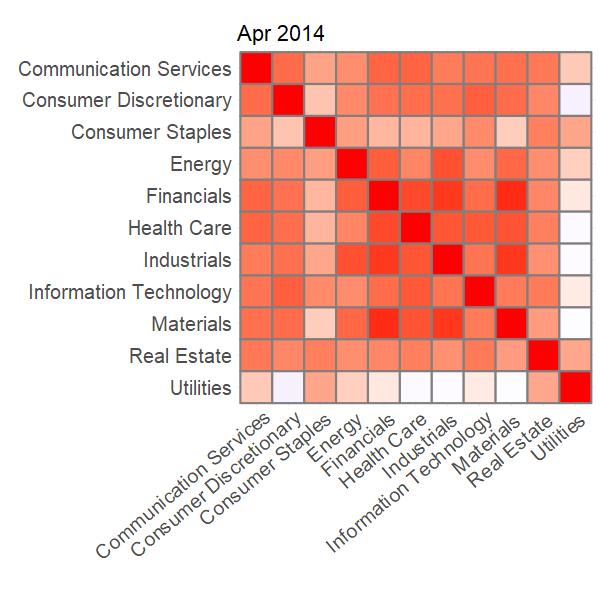 Apr 2014
Communication Services
Consumer Discretionary
Consumer Staples
Energy
Financials
Health Care
Industrials
Information Technology
Materials
Real Estate
Utilities
Communication Services
Consumer Discretionary
Consumer Staples
Energy
Financials
Health Care
Industrials
Information Technology
Materials
Real Estate
Utilities